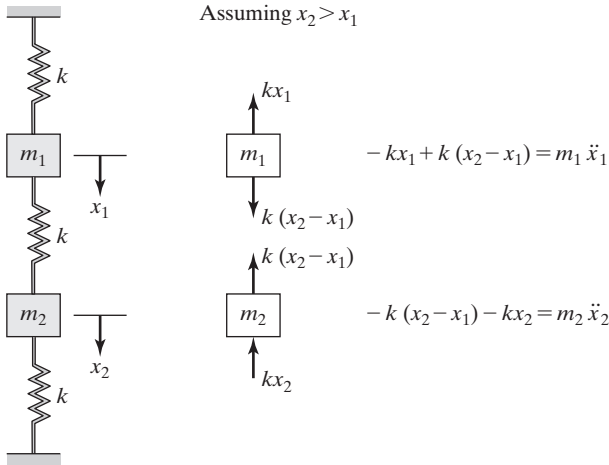 Assuming x₂ > x₁
k
kx₁
m₁
m₁
− kx₁ + k (x₂ − x₁) = m₁ ẍ₁
x₁
k (x₂ − x₁)
k
k (x₂ − x₁)
m₂
m₂
− k (x₂ − x₁) − kx₂ = m₂ ẍ₂
x₂
kx₂
k